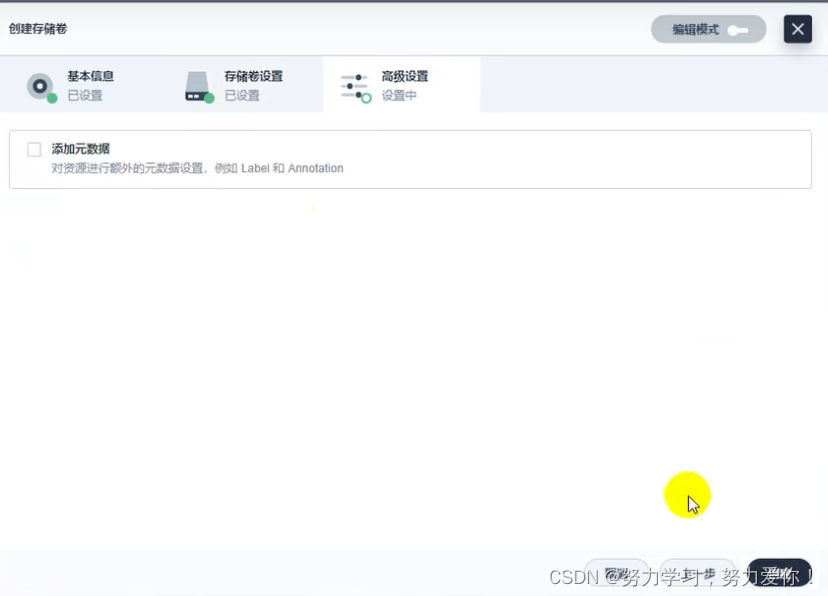 创建存储卷
编辑模式
基本信息
已设置
存储卷设置
已设置
高级设置
设置中
添加元数据
对资源进行额外的元数据设置，例如 Label 和 Annotation
上一步
CSDN @努力学习，努力爱你！